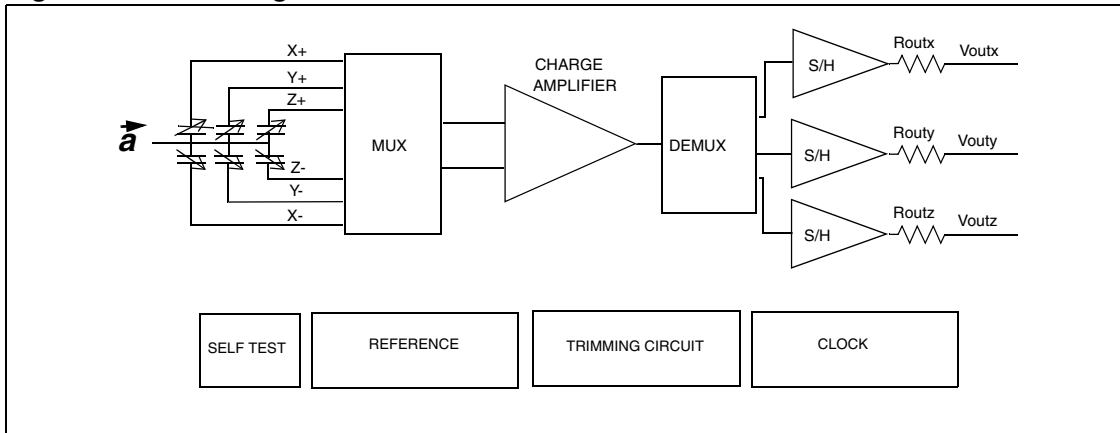 X+
Y+
Z+
a
Z-
Y-
X-
MUX
CHARGE
AMPLIFIER
DEMUX
S/H
Routx
Voutx
S/H
Routy
Vouty
S/H
Routz
Voutz
SELF TEST
REFERENCE
TRIMMING CIRCUIT
CLOCK